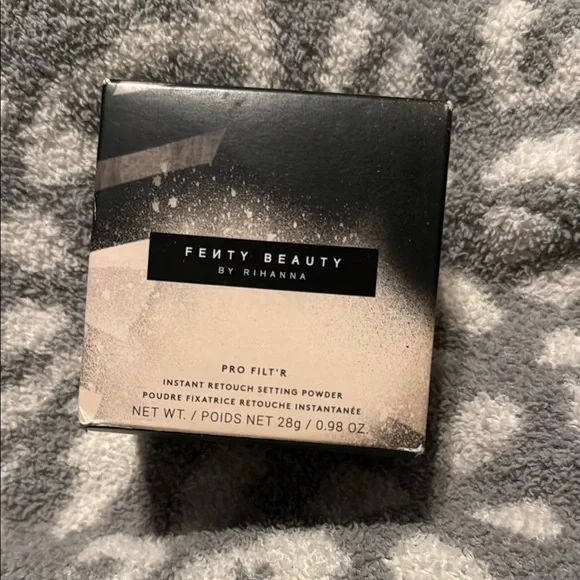 FEИTY BEAUTY
BY RIHANNA
PRO FILT'R
INSTANT RETOUCH SETTING POWDER
POUDRE FIXATRICE RETOUCHE INSTANTANÉE
NET WT. / POIDS NET 28g / 0.98 OZ.